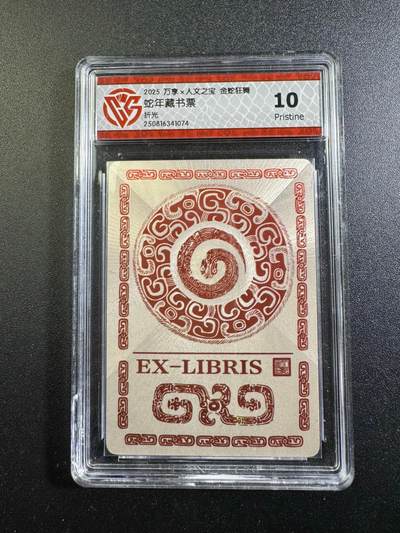 2025 万享×人文之宝 金蛇狂舞
蛇年藏书票
折光
250816341074
10
Pristine
EX-LIBRIS